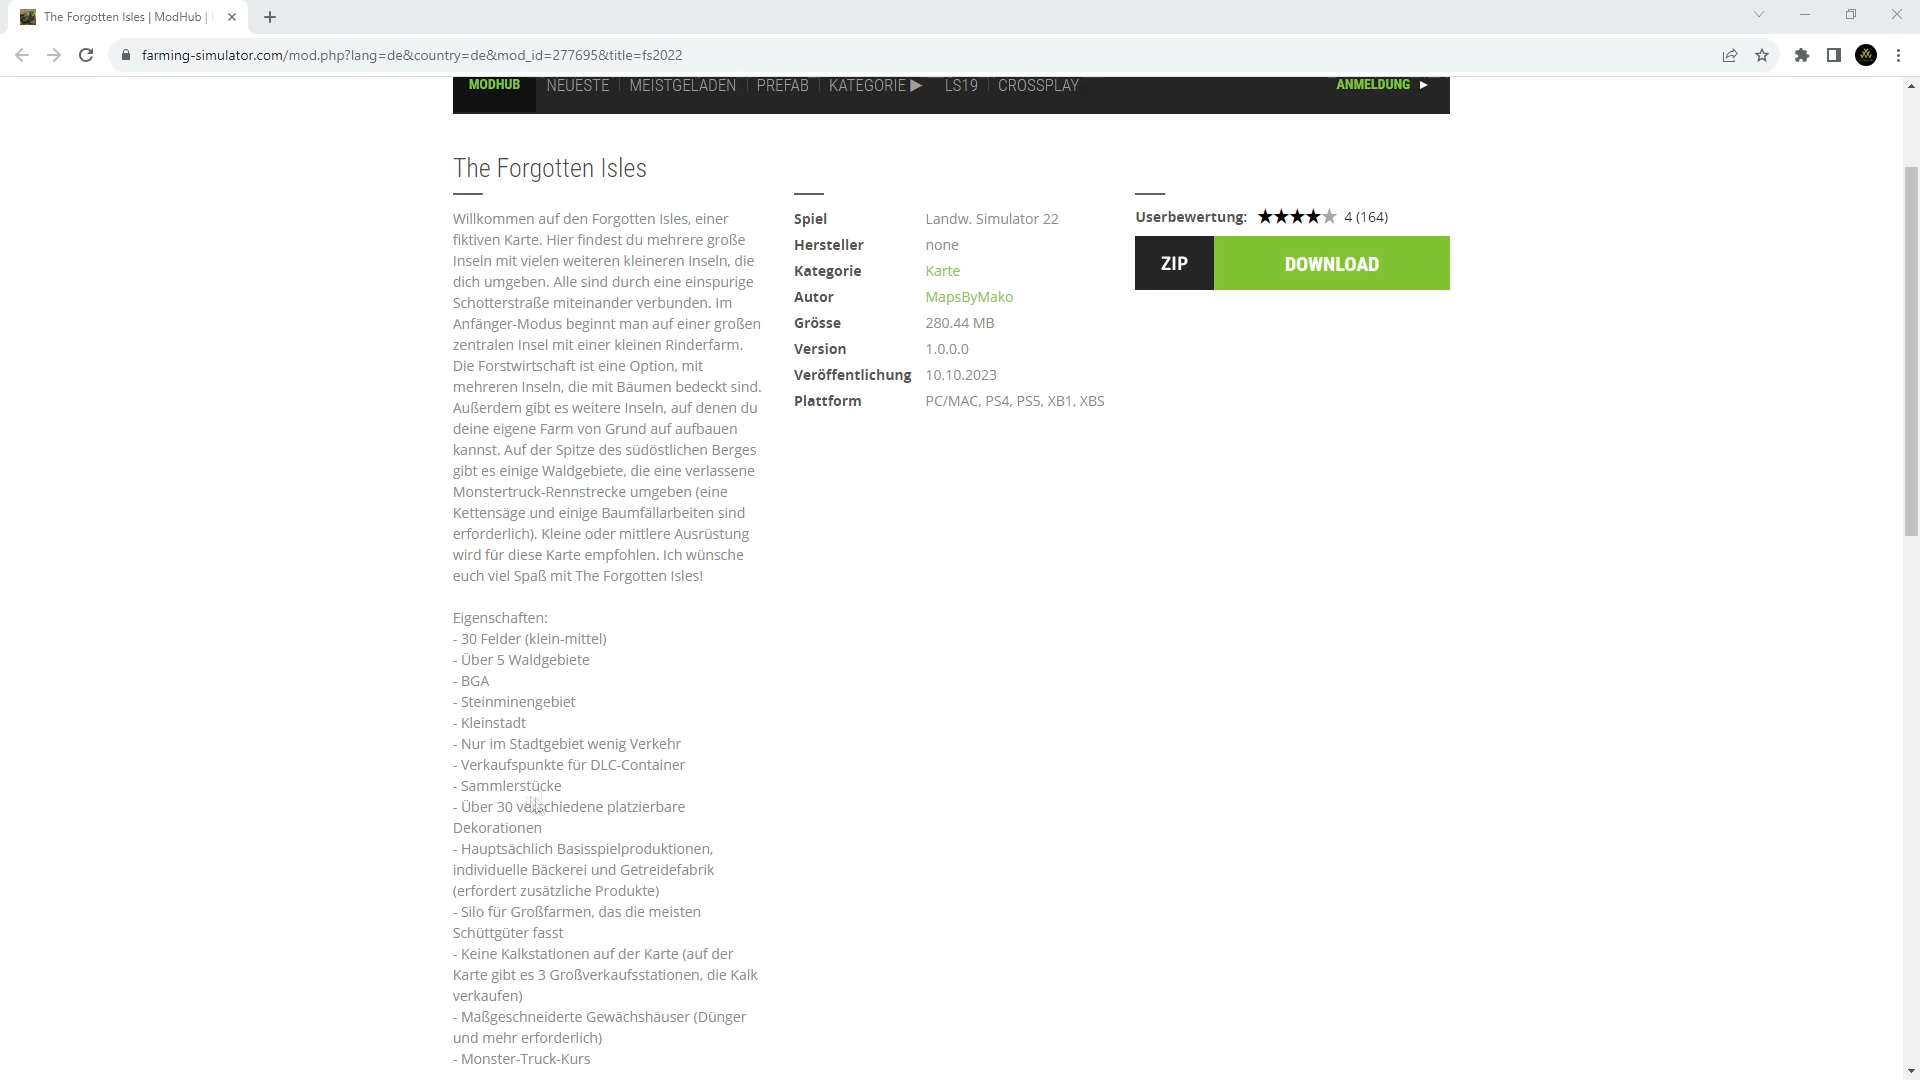 The Forgotten Isles | ModHub |
farming-simulator.com/mod.php?lang=de&country=de&mod_id=277695&title=fs2022
MODHUB NEUESTE MEISTGELADEN PREFAB KATEGORIE ▶ LS19 CROSSPLAY ANMELDUNG ▶
The Forgotten Isles
Willkommen auf den Forgotten Isles, einer
fiktiven Karte. Hier findest du mehrere große
Inseln mit vielen weiteren kleineren Inseln, die
dich umgeben. Alle sind durch eine einspurige
Schotterstraße miteinander verbunden. Im
Anfänger-Modus beginnt man auf einer großen
zentralen Insel mit einer kleinen Rinderfarm.
Die Forstwirtschaft ist eine Option, mit
mehreren Inseln, die mit Bäumen bedeckt sind.
Außerdem gibt es weitere Inseln, auf denen du
deine eigene Farm von Grund auf aufbauen
kannst. Auf der Spitze des südöstlichen Berges
gibt es einige Waldgebiete, die eine verlassene
Monstertruck-Rennstrecke umgeben (eine
Kettensäge und einige Baumfällarbeiten sind
erforderlich). Kleine oder mittlere Ausrüstung
wird für diese Karte empfohlen. Ich wünsche
euch viel Spaß mit The Forgotten Isles!
Eigenschaften:
- 30 Felder (klein-mittel)
- Über 5 Waldgebiete
- BGA
- Steinminengebiet
- Kleinstadt
- Nur im Stadtgebiet wenig Verkehr
- Verkaufspunkte für DLC-Container
- Sammlerstücke
- Über 30 verschiedene platzierbare
Dekorationen
- Hauptsächlich Basisspielproduktionen,
individuelle Bäckerei und Getreidefabrik
(erfordert zusätzliche Produkte)
- Silo für Großfarmen, das die meisten
Schüttgüter fasst
- Keine Kalkstationen auf der Karte (auf der
Karte gibt es 3 Großverkaufsstationen, die Kalk
verkaufen)
- Maßgeschneiderte Gewächshäuser (Dünger
und mehr erforderlich)
- Monster-Truck-Kurs
Spiel Landw. Simulator 22
Hersteller none
Kategorie Karte
Autor MapsByMako
Grösse 280.44 MB
Version 1.0.0.0
Veröffentlichung 10.10.2023
Plattform PC/MAC, PS4, PS5, XB1, XBS
Userbewertung: ★★★★★ 4 (164)
ZIP DOWNLOAD